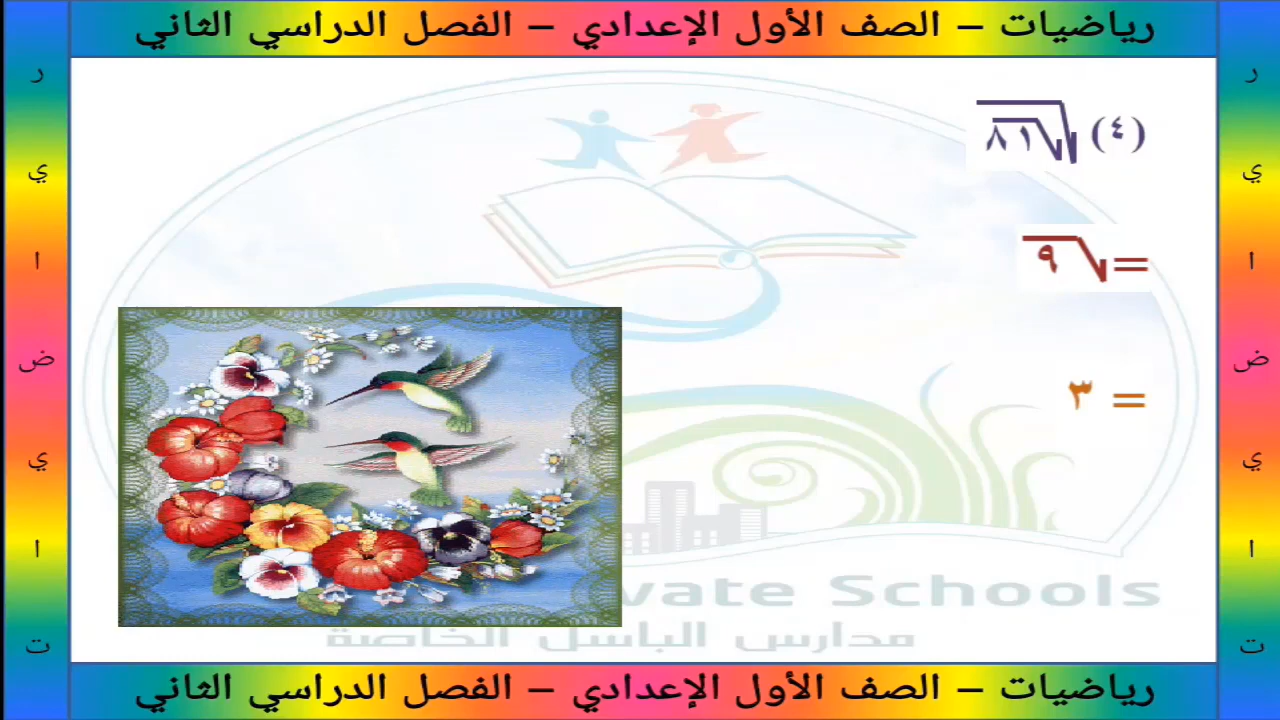 رياضيات – الصف الأول الإعدادي – الفصل الدراسي الثاني
(٤) √√٨١
= √٩
= ٣
vate Schools
مدارس الباسل الخاصة
رياضيات – الصف الأول الإعدادي – الفصل الدراسي الثاني
ر
ي
ا
ض
ي
ا
ت
ر
ي
ا
ض
ي
ا
ت